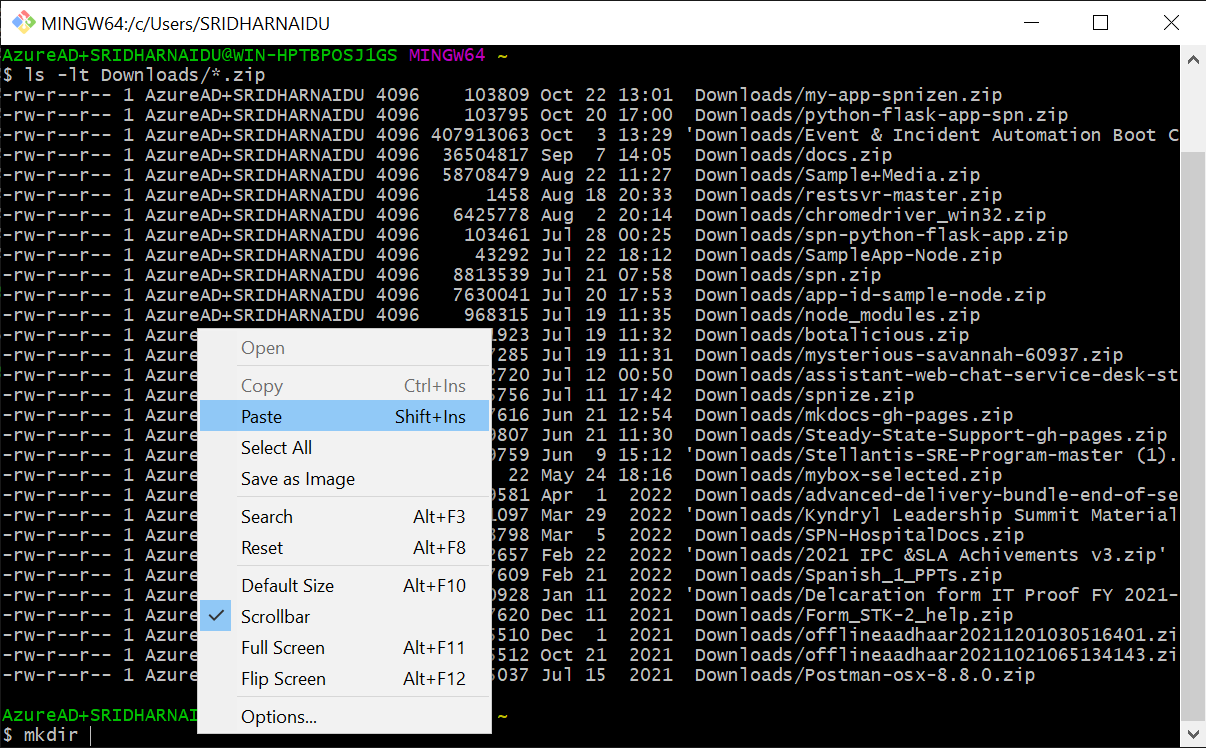 MINGW64:/c/Users/SRIDHARNAIDU
AzureAD+SRIDHARNAIDU@WIN-HPTBPOSJ1GS MINGW64 ~
$ ls -lt Downloads/*.zip
-rw-r--r-- 1 AzureAD+SRIDHARNAIDU 4096    103809 Oct 22 13:01  Downloads/my-app-spnizen.zip
-rw-r--r-- 1 AzureAD+SRIDHARNAIDU 4096    103795 Oct 20 17:00  Downloads/python-flask-app-spn.zip
-rw-r--r-- 1 AzureAD+SRIDHARNAIDU 4096 407913063 Oct  3 13:29 'Downloads/Event & Incident Automation Boot C
-rw-r--r-- 1 AzureAD+SRIDHARNAIDU 4096  36504817 Sep  7 14:05  Downloads/docs.zip
-rw-r--r-- 1 AzureAD+SRIDHARNAIDU 4096  58708479 Aug 22 11:27  Downloads/Sample+Media.zip
-rw-r--r-- 1 AzureAD+SRIDHARNAIDU 4096      1458 Aug 18 20:33  Downloads/restsvr-master.zip
-rw-r--r-- 1 AzureAD+SRIDHARNAIDU 4096   6425778 Aug  2 20:14  Downloads/chromedriver_win32.zip
-rw-r--r-- 1 AzureAD+SRIDHARNAIDU 4096    103461 Jul 28 00:25  Downloads/spn-python-flask-app.zip
-rw-r--r-- 1 AzureAD+SRIDHARNAIDU 4096     43292 Jul 22 18:12  Downloads/SampleApp-Node.zip
-rw-r--r-- 1 AzureAD+SRIDHARNAIDU 4096   8813539 Jul 21 07:58  Downloads/spn.zip
-rw-r--r-- 1 AzureAD+SRIDHARNAIDU 4096   7630041 Jul 20 17:53  Downloads/app-id-sample-node.zip
-rw-r--r-- 1 AzureAD+SRIDHARNAIDU 4096    968315 Jul 19 11:35  Downloads/node_modules.zip
-rw-r--r-- 1 Azure 1923 Jul 19 11:32  Downloads/botalicious.zip
-rw-r--r-- 1 Azure 7285 Jul 19 11:31  Downloads/mysterious-savannah-60937.zip
-rw-r--r-- 1 Azure 2720 Jul 12 00:50  Downloads/assistant-web-chat-service-desk-st
-rw-r--r-- 1 Azure 5756 Jul 11 17:42  Downloads/spnize.zip
-rw-r--r-- 1 Azure 7616 Jun 21 12:54  Downloads/mkdocs-gh-pages.zip
-rw-r--r-- 1 Azure 9807 Jun 21 11:30  Downloads/Steady-State-Support-gh-pages.zip
-rw-r--r-- 1 Azure 9759 Jun  9 15:12 'Downloads/Stellantis-SRE-Program-master (1).
-rw-r--r-- 1 Azure 22 May 24 18:16  Downloads/mybox-selected.zip
-rw-r--r-- 1 Azure 9581 Apr  1  2022  Downloads/advanced-delivery-bundle-end-of-se
-rw-r--r-- 1 Azure 1097 Mar 29  2022 'Downloads/Kyndryl Leadership Summit Material
-rw-r--r-- 1 Azure 8798 Mar  5  2022  Downloads/SPN-HospitalDocs.zip
-rw-r--r-- 1 Azure 2657 Feb 22  2022 'Downloads/2021 IPC &SLA Achivements v3.zip'
-rw-r--r-- 1 Azure 7609 Feb 21  2022  Downloads/Spanish_1_PPTs.zip
-rw-r--r-- 1 Azure 0928 Jan 11  2022 'Downloads/Delcaration form IT Proof FY 2021-
-rw-r--r-- 1 Azure 7620 Dec 11  2021  Downloads/Form_STK-2_help.zip
-rw-r--r-- 1 Azure 5510 Dec  1  2021  Downloads/offlineaadhaar20211201030516401.zi
-rw-r--r-- 1 Azure 5512 Oct 21  2021  Downloads/offlineaadhaar20211021065134143.zi
-rw-r--r-- 1 Azure 5037 Jul 15  2021  Downloads/Postman-osx-8.8.0.zip
AzureAD+SRIDHARNAI ~
$ mkdir
Open
Copy Ctrl+Ins
Paste Shift+Ins
Select All
Save as Image
Search Alt+F3
Reset Alt+F8
Default Size Alt+F10
Scrollbar
Full Screen Alt+F11
Flip Screen Alt+F12
Options...